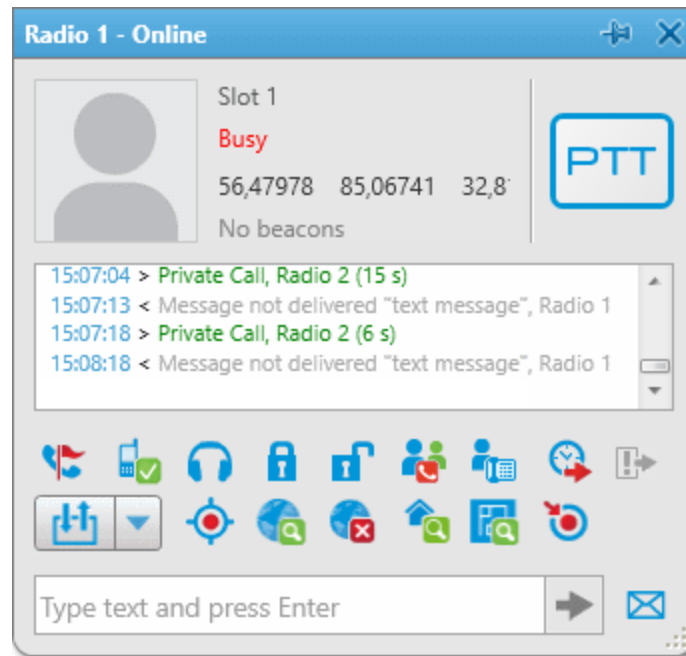 Radio 1 - Online
Slot 1
Busy
56,47978 85,06741 32,8
No beacons
PTT
15:07:04 > Private Call, Radio 2 (15 s)
15:07:13 < Message not delivered "text message", Radio 1
15:07:18 > Private Call, Radio 2 (6 s)
15:08:18 < Message not delivered "text message", Radio 1
Type text and press Enter